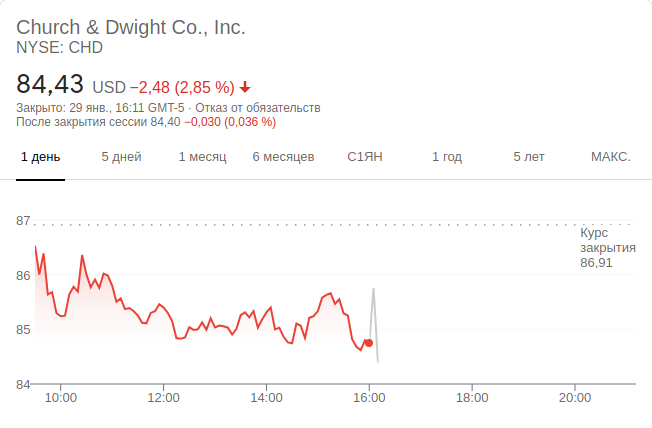 Church & Dwight Co., Inc.
NYSE: CHD
84,43 USD −2,48 (2,85 %)
Закрыто: 29 янв., 16:11 GMT-5 · Отказ от обязательств
После закрытия сессии 84,40 −0,030 (0,036 %)
1 день 5 дней 1 месяц 6 месяцев С1ЯН 1 год 5 лет МАКС.
87
Курс
закрытия
86,91
86
85
84
10:00 12:00 14:00 16:00 18:00 20:00